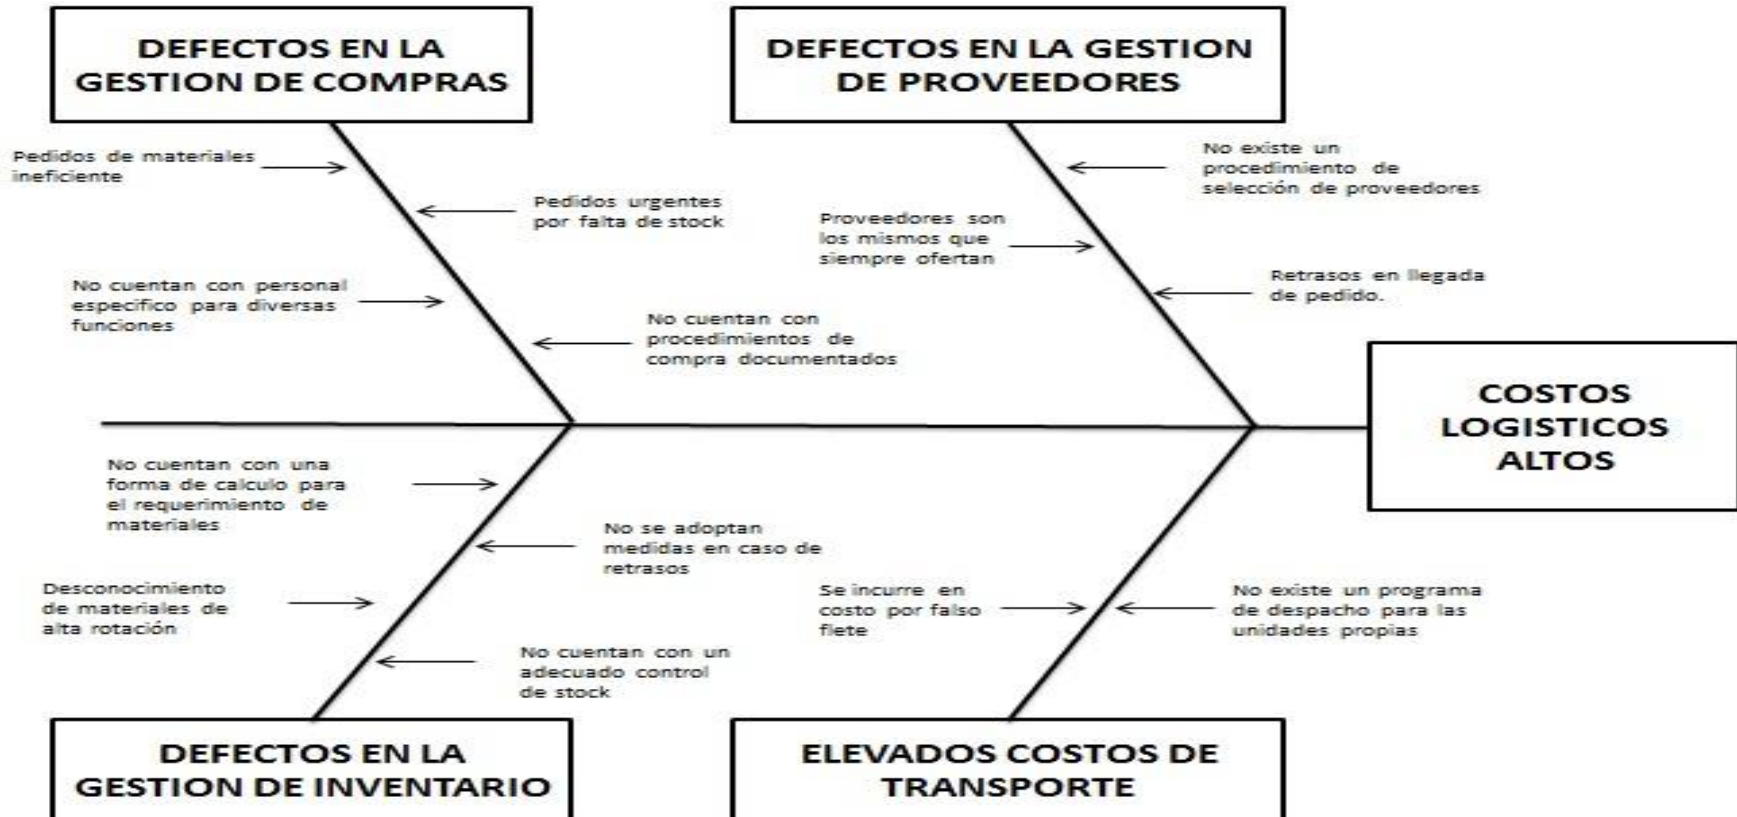 DEFECTOS EN LA
GESTION DE COMPRAS
DEFECTOS EN LA GESTION
DE PROVEEDORES
Pedidos de materiales
ineficiente
Pedidos urgentes
por falta de stock
No cuentan con personal
especifico para diversas
funciones
No cuentan con
procedimientos de
compra documentados
No existe un
procedimiento de
selección de proveedores
Proveedores son
los mismos que
siempre ofertan
Retrasos en llegada
de pedido.
COSTOS
LOGISTICOS
ALTOS
No cuentan con una
forma de calculo para
el requerimiento de
materiales
No se adoptan
medidas en caso de
retrasos
Desconocimiento
de materiales de
alta rotación
No cuentan con un
adecuado control
de stock
Se incurre en
costo por falso
flete
No existe un programa
de despacho para las
unidades propias
DEFECTOS EN LA
GESTION DE INVENTARIO
ELEVADOS COSTOS DE
TRANSPORTE